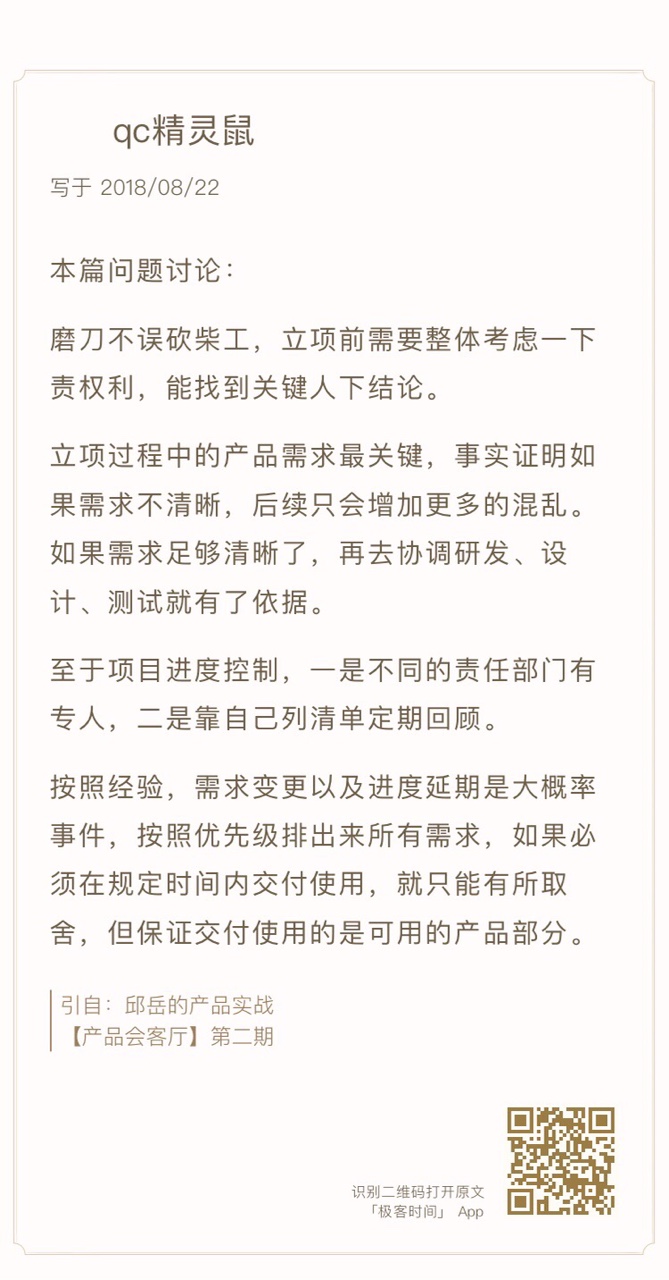 qc精灵鼠
写于 2018/08/22
本篇问题讨论：
磨刀不误砍柴工，立项前需要整体考虑一下
责权利，能找到关键人下结论。
立项过程中的产品需求最关键，事实证明如
果需求不清晰，后续只会增加更多的混乱。
如果需求足够清晰了，再去协调研发、设
计、测试就有了依据。
至于项目进度控制，一是不同的责任部门有
专人，二是靠自己列清单定期回顾。
按照经验，需求变更以及进度延期是大概率
事件，按照优先级排出来所有需求，如果必
须在规定时间内交付使用，就只能有所取
舍，但保证交付使用的是可用的产品部分。
引自：邱岳的产品实战
【产品会客厅】第二期
识别二维码打开原文
「极客时间」 App